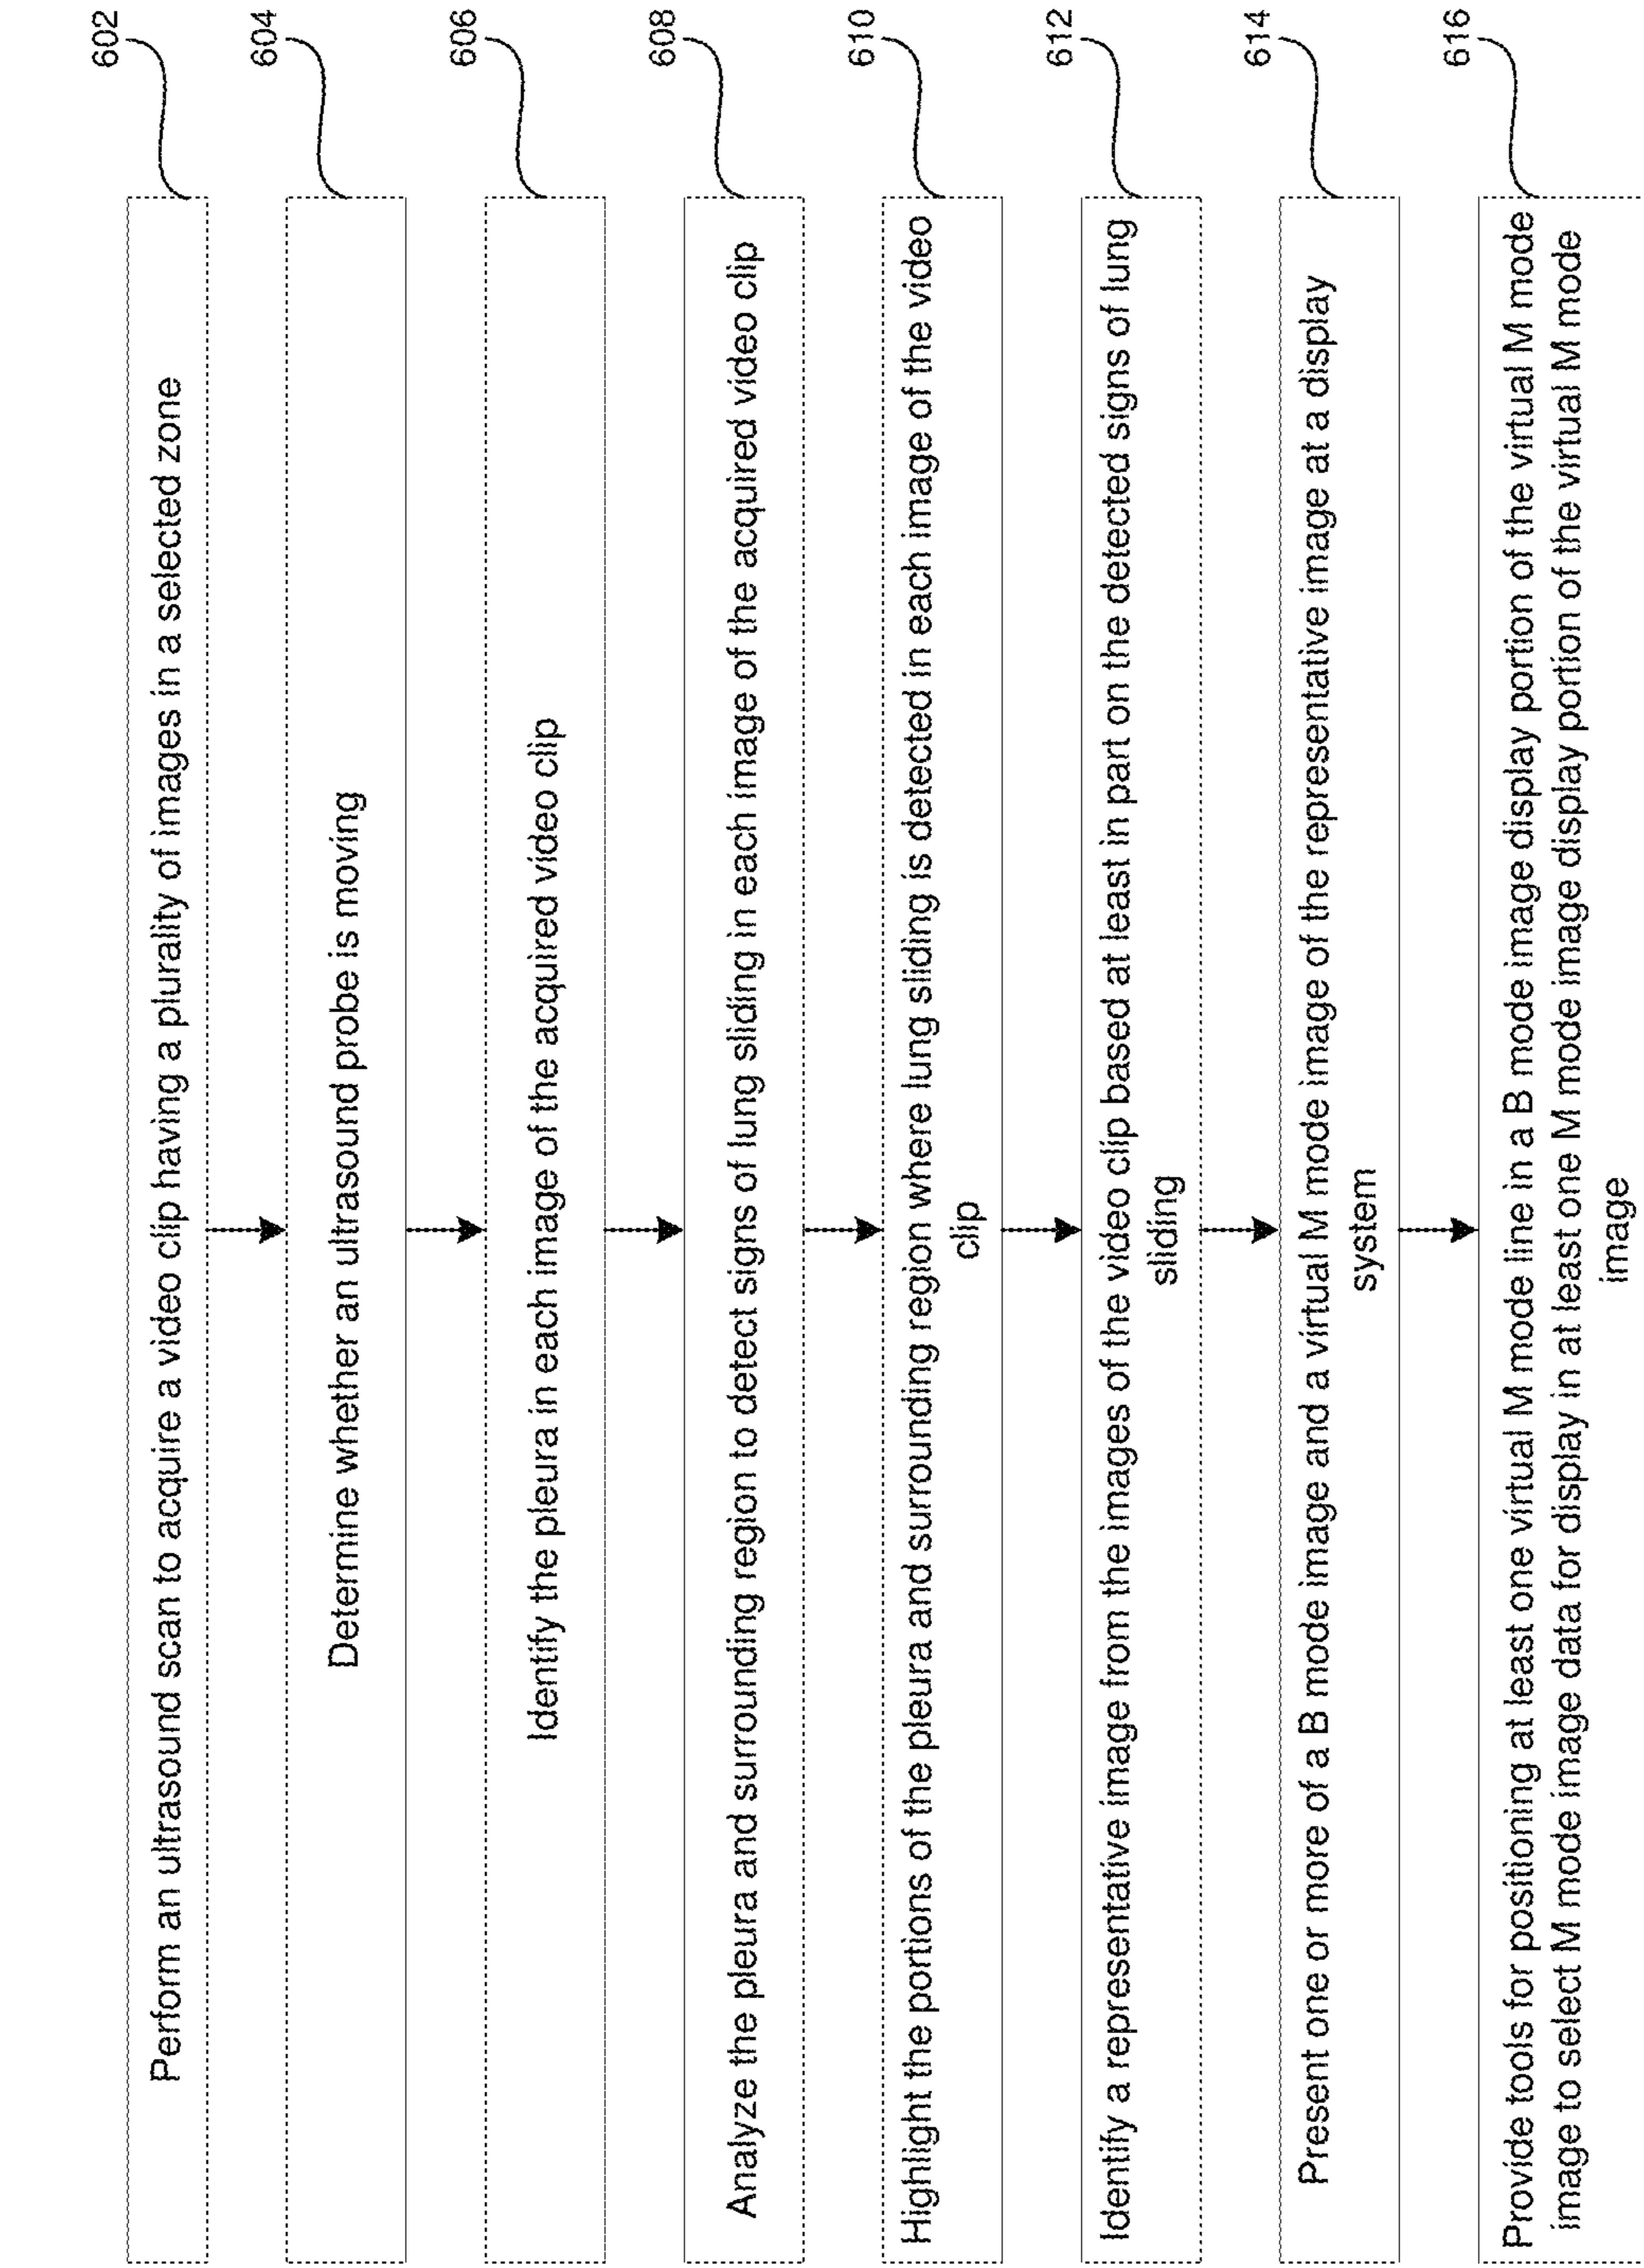 602
Perform an ultrasound scan to acquire a video clip having a plurality of images in a selected zone
604
Determine whether an ultrasound probe is moving
606
Identify the pleura in each image of the acquired video clip
608
Analyze the pleura and surrounding region to detect signs of lung sliding in each image of the acquired video clip
610
Highlight the portions of the pleura and surrounding region where lung sliding is detected in each image of the video
clip
612
Identify a representative image from the images of the video clip based at least in part on the detected signs of lung
sliding
614
Present one or more of a B mode image and a virtual M mode image of the representative image at a display
system
616
Provide tools for positioning at least one virtual M mode line in a B mode image display portion of the virtual M mode
image to select M mode image data for display in at least one M mode image display portion of the virtual M mode
image